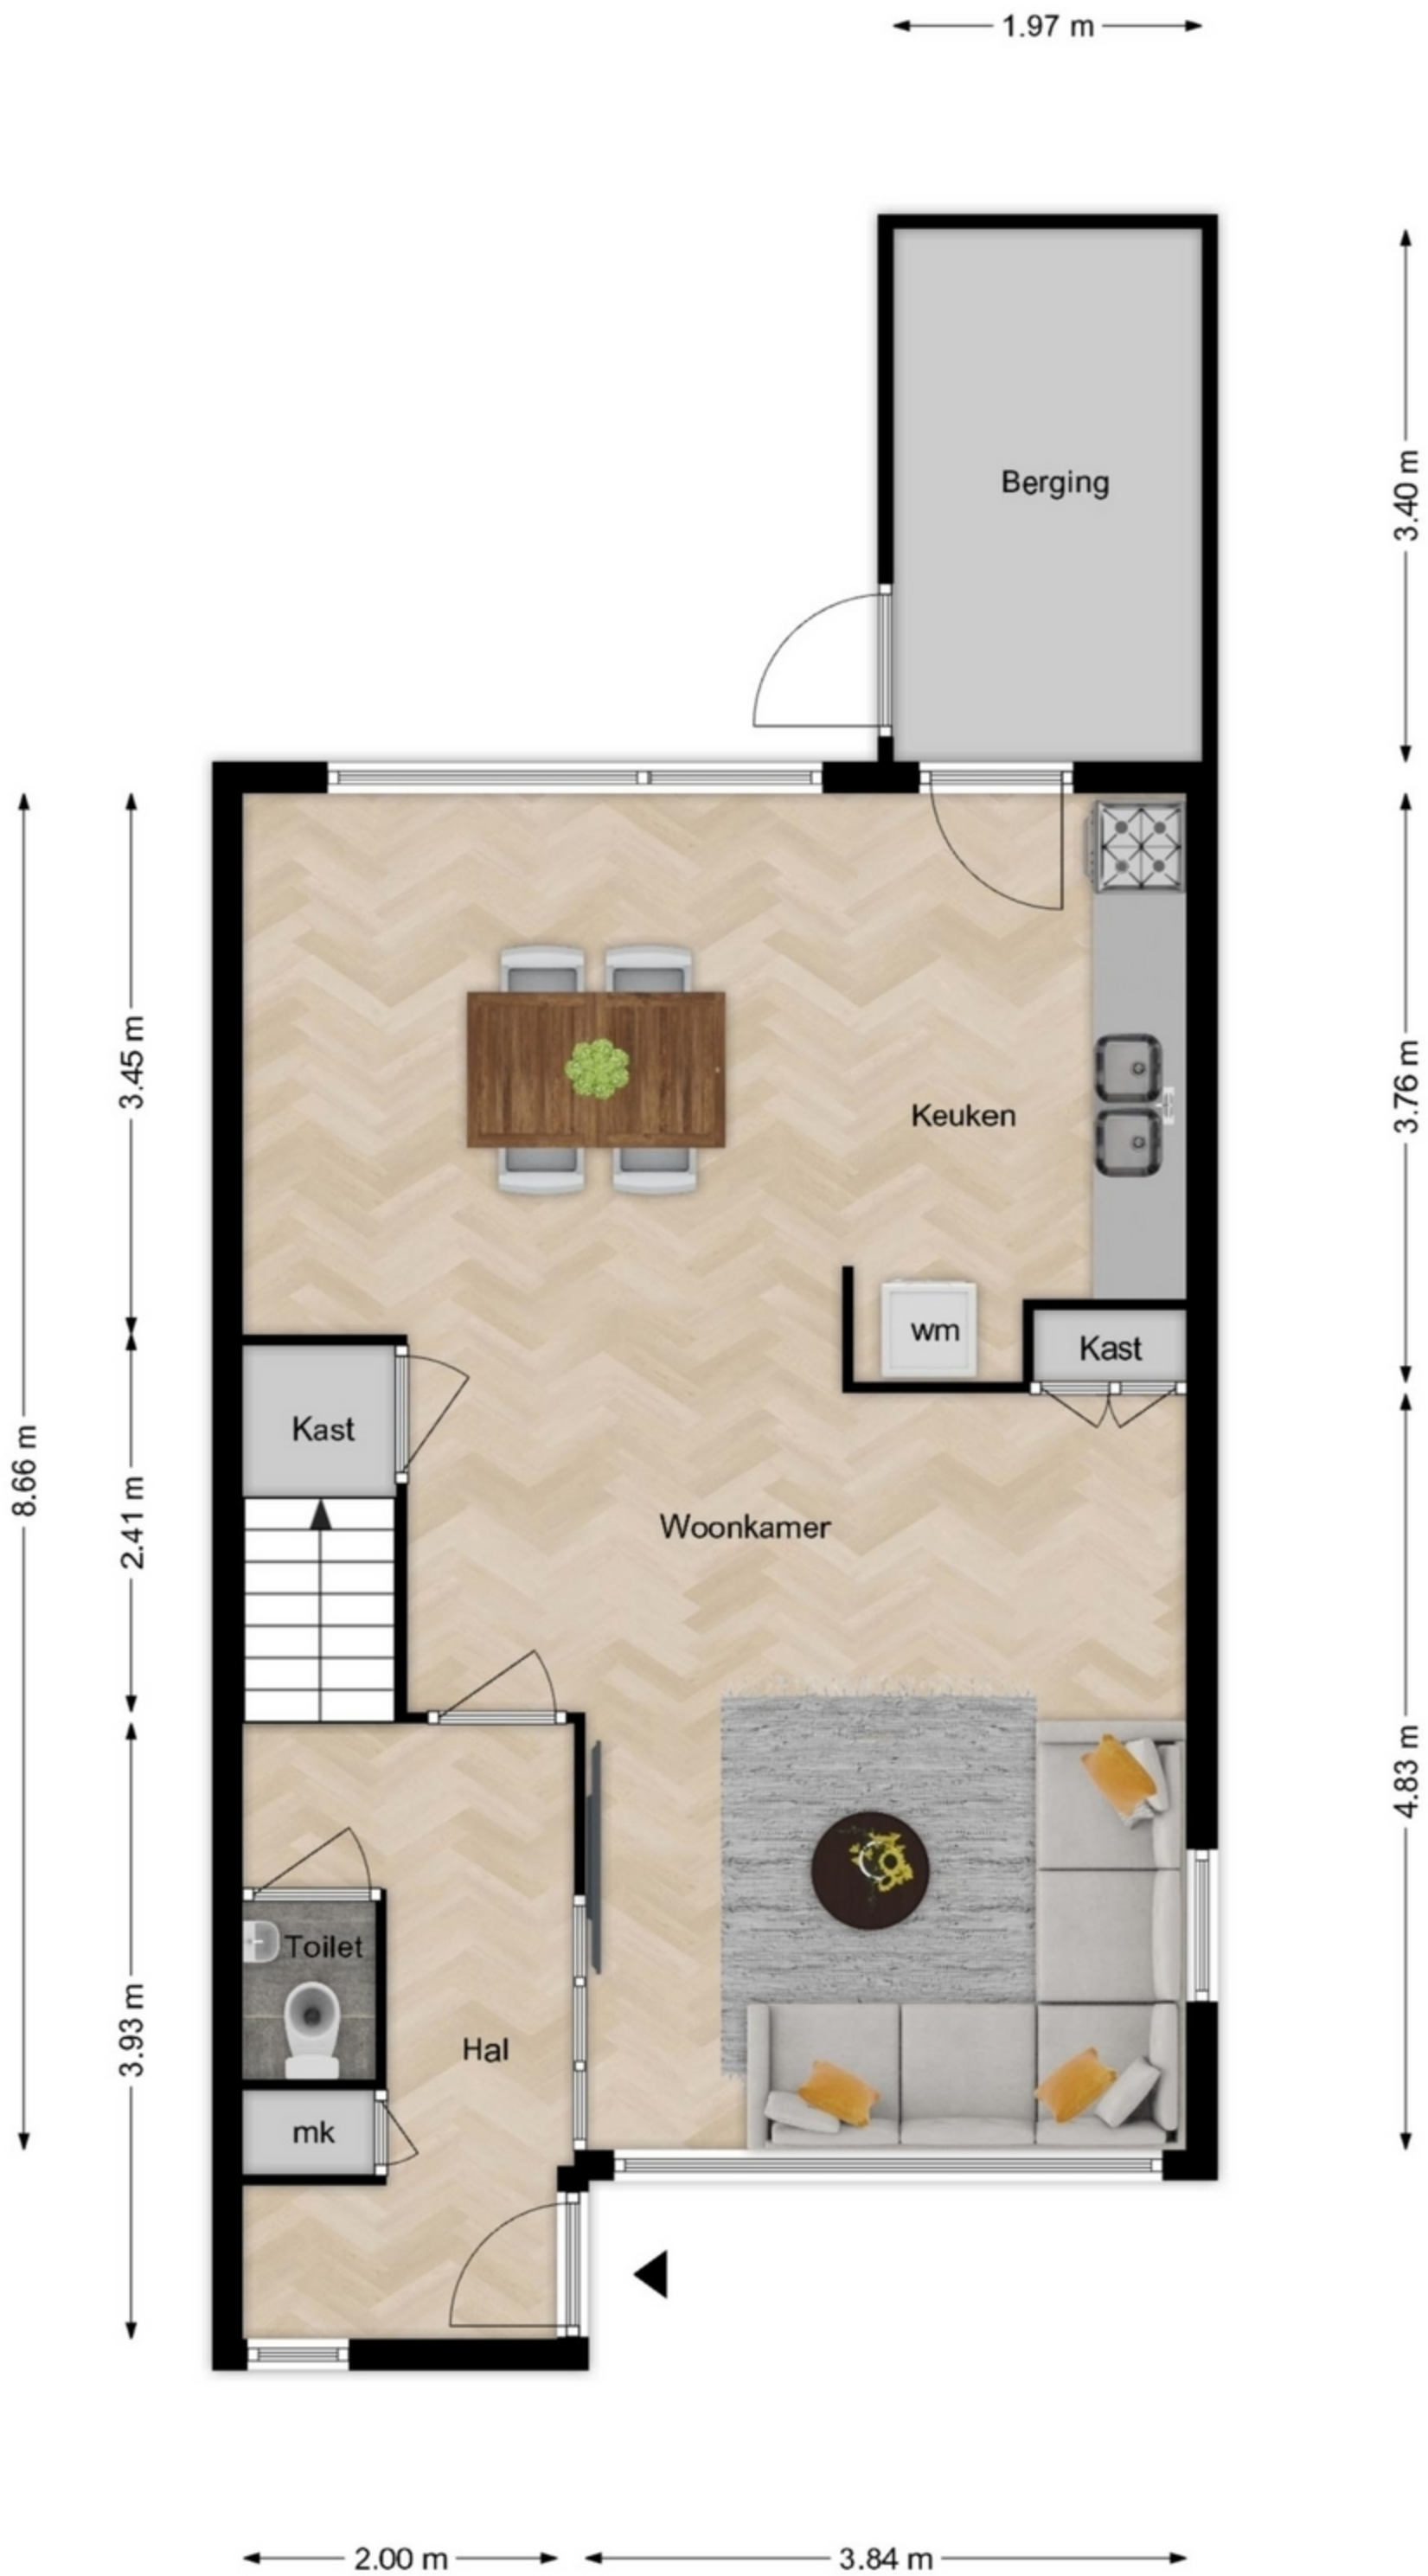 1.97 m
Berging
3.40 m
3.45 m
Keuken
3.76 m
wm
Kast
Kast
8.66 m
2.41 m
Woonkamer
4.83 m
Toilet
3.93 m
Hal
mk
2.00 m
3.84 m